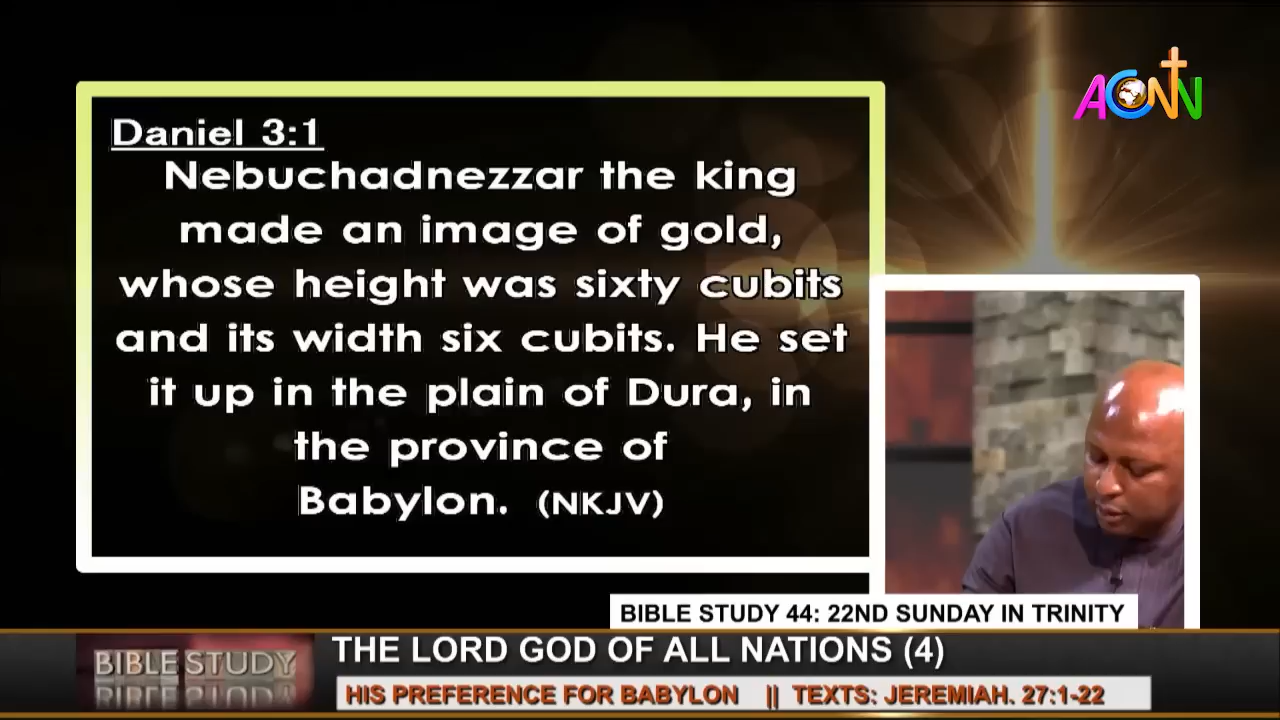 ACNN
Daniel 3:1
Nebuchadnezzar the king
made an image of gold,
whose height was sixty cubits
and its width six cubits. He set
it up in the plain of Dura, in
the province of
Babylon. (NKJV)
BIBLE STUDY 44: 22ND SUNDAY IN TRINITY
BIBLE STUDY
THE LORD GOD OF ALL NATIONS (4)
HIS PREFERENCE FOR BABYLON || TEXTS: JEREMIAH. 27:1-22